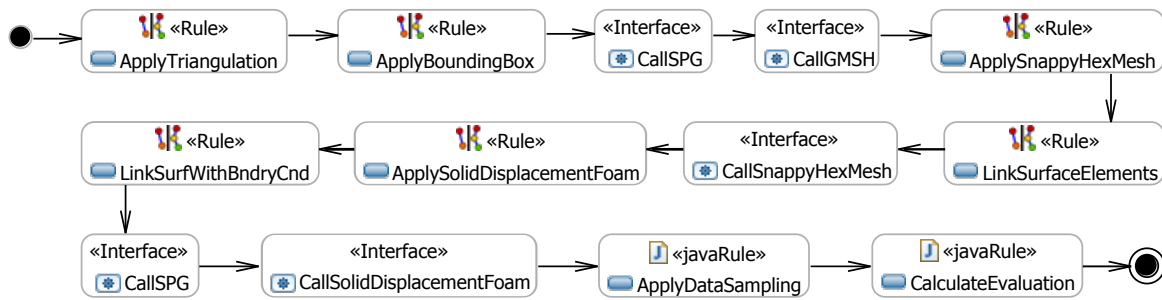 «Rule»
ApplyTriangulation
«Rule»
ApplyBoundingBox
«Interface»
CallSPG
«Interface»
CallGMSH
«Rule»
ApplySnappyHexMesh
«Rule»
LinkSurfWithBndryCnd
«Rule»
ApplySolidDisplacementFoam
«Interface»
CallSnappyHexMesh
«Rule»
LinkSurfaceElements
«Interface»
CallSPG
«Interface»
CallSolidDisplacementFoam
J «javaRule»
ApplyDataSampling
J «javaRule»
CalculateEvaluation